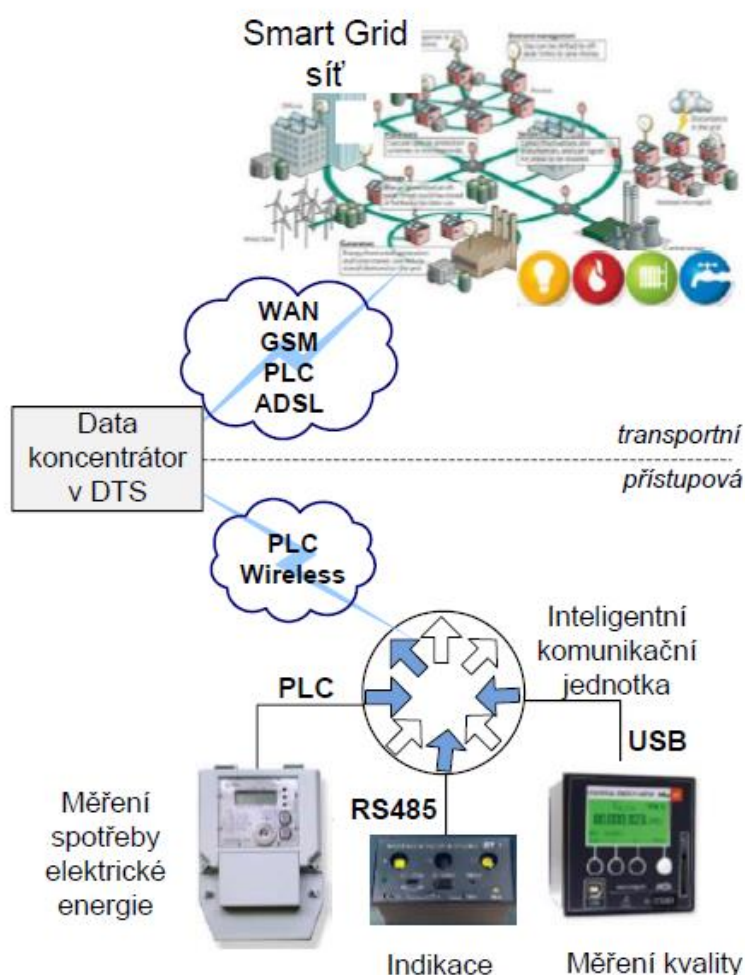 Smart Grid
síť
WAN
GSM
PLC
ADSL
Data
koncentrátor
v DTS
transportní
přístupová
PLC
Wireless
Inteligentní
komunikační
jednotka
PLC
USB
RS485
Měření
spotřeby
elektrické
energie
Indikace
Měření kvality